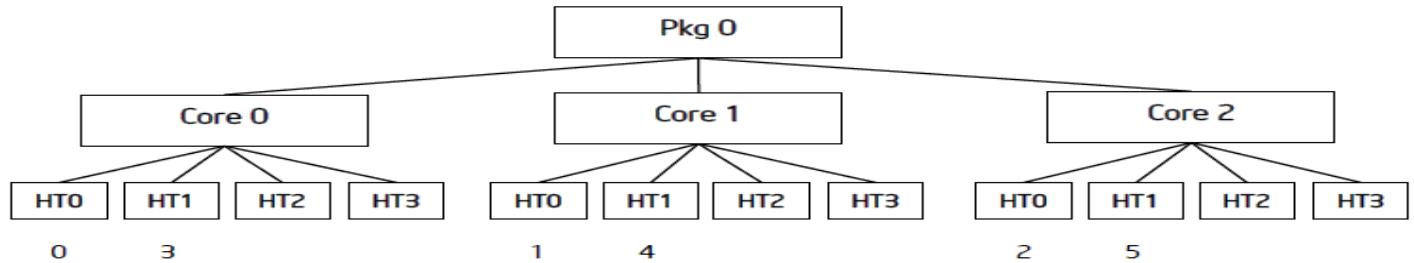 Pkg 0
Core 0 Core 1 Core 2
HT0 HT1 HT2 HT3 HT0 HT1 HT2 HT3 HT0 HT1 HT2 HT3
0 3 1 4 2 5